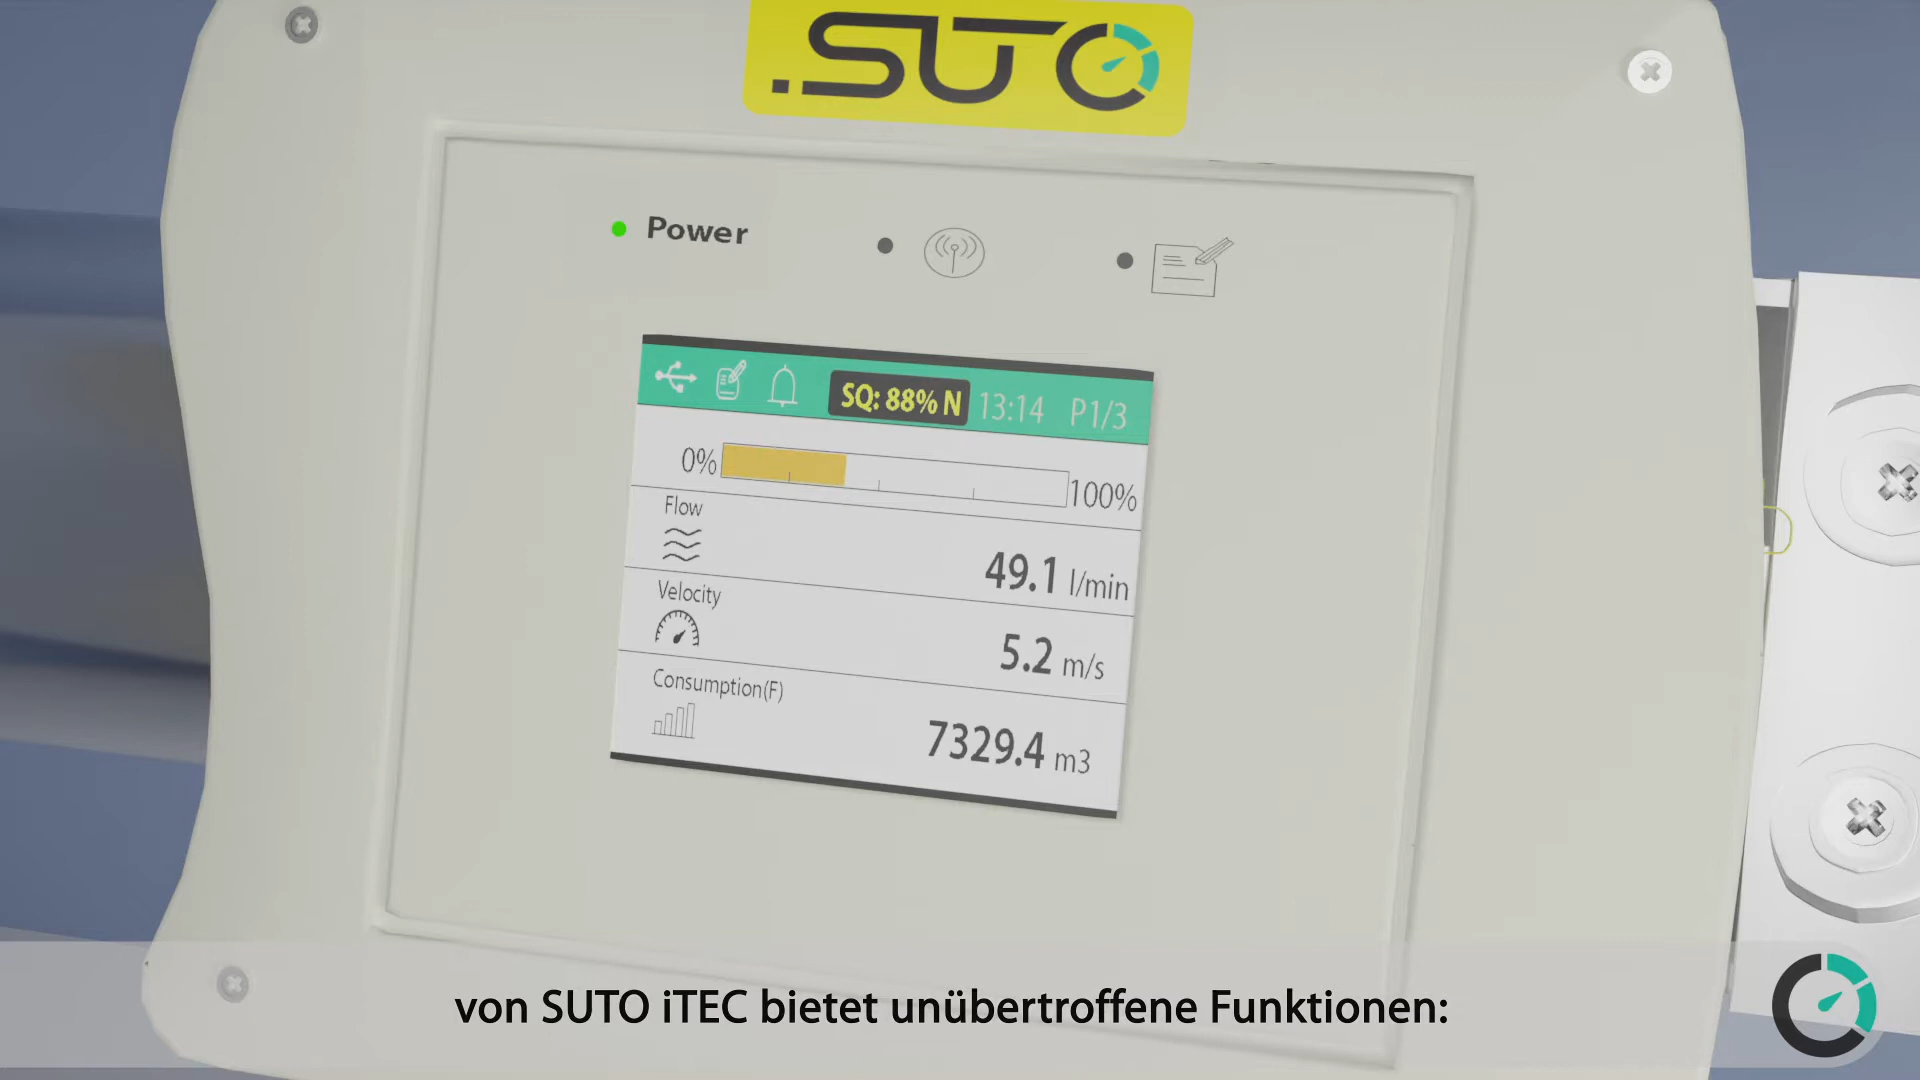 .SUTO
Power
SQ: 88% N 13:14 P1/3
0% 100%
Flow
49.1 l/min
Velocity
5.2 m/s
Consumption(F)
7329.4 m3
von SUTO iTEC bietet unübertroffene Funktionen: